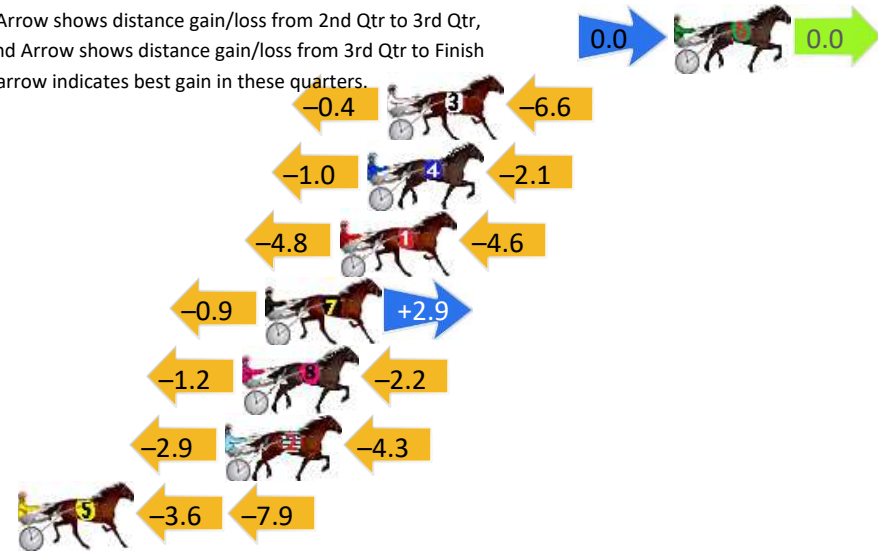 Arrow shows distance gain/loss from 2nd Qtr to 3rd Qtr,
nd Arrow shows distance gain/loss from 3rd Qtr to Finish
arrow indicates best gain in these quarters.
0.0 0.0
–0.4 3 –6.6
–1.0 4 –2.1
–4.8 1 –4.6
–0.9 7 +2.9
–1.2 8 –2.2
–2.9 2 –4.3
5 –3.6 –7.9